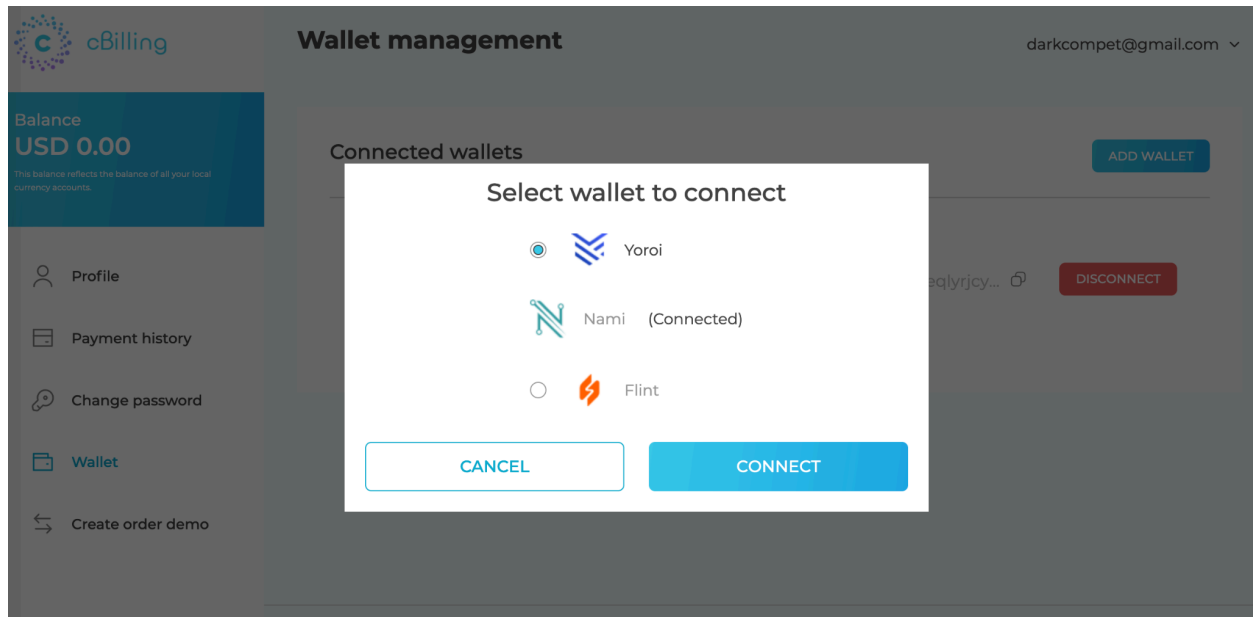 cBilling
Wallet management
darkcompet@gmail.com
Balance
USD 0.00
This balance reflects the balance of all your local
currency accounts.
Connected wallets
ADD WALLET
Select wallet to connect
Yoroi
Profile
eqlyrjcy...
DISCONNECT
Nami (Connected)
Payment history
Flint
Change password
CANCEL
CONNECT
Wallet
Create order demo